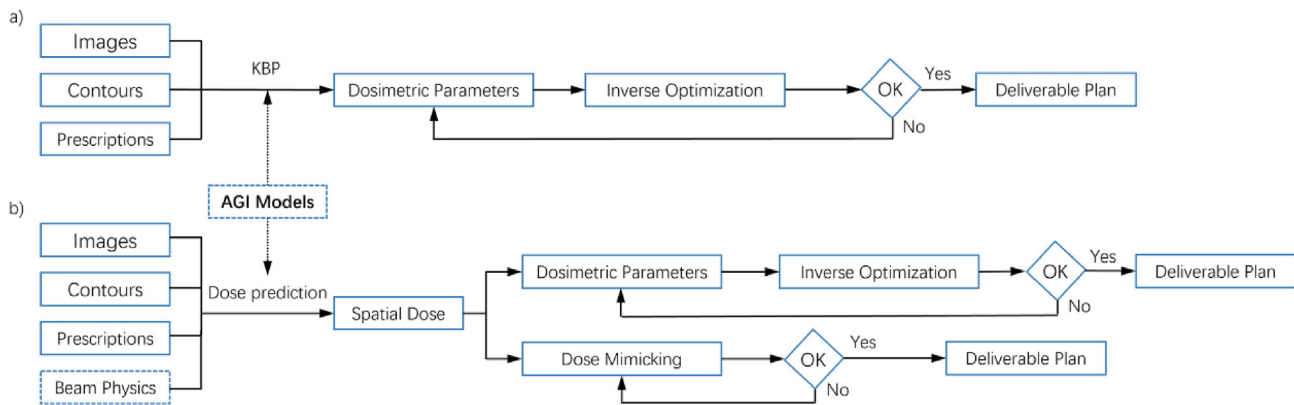 a)
Images
Contours
Prescriptions
KBP
Dosimetric Parameters
Inverse Optimization
OK
Yes
No
Deliverable Plan
AGI Models
b)
Images
Contours
Prescriptions
Beam Physics
Dose prediction
Spatial Dose
Dosimetric Parameters
Inverse Optimization
OK
Yes
No
Deliverable Plan
Dose Mimicking
OK
Yes
No
Deliverable Plan